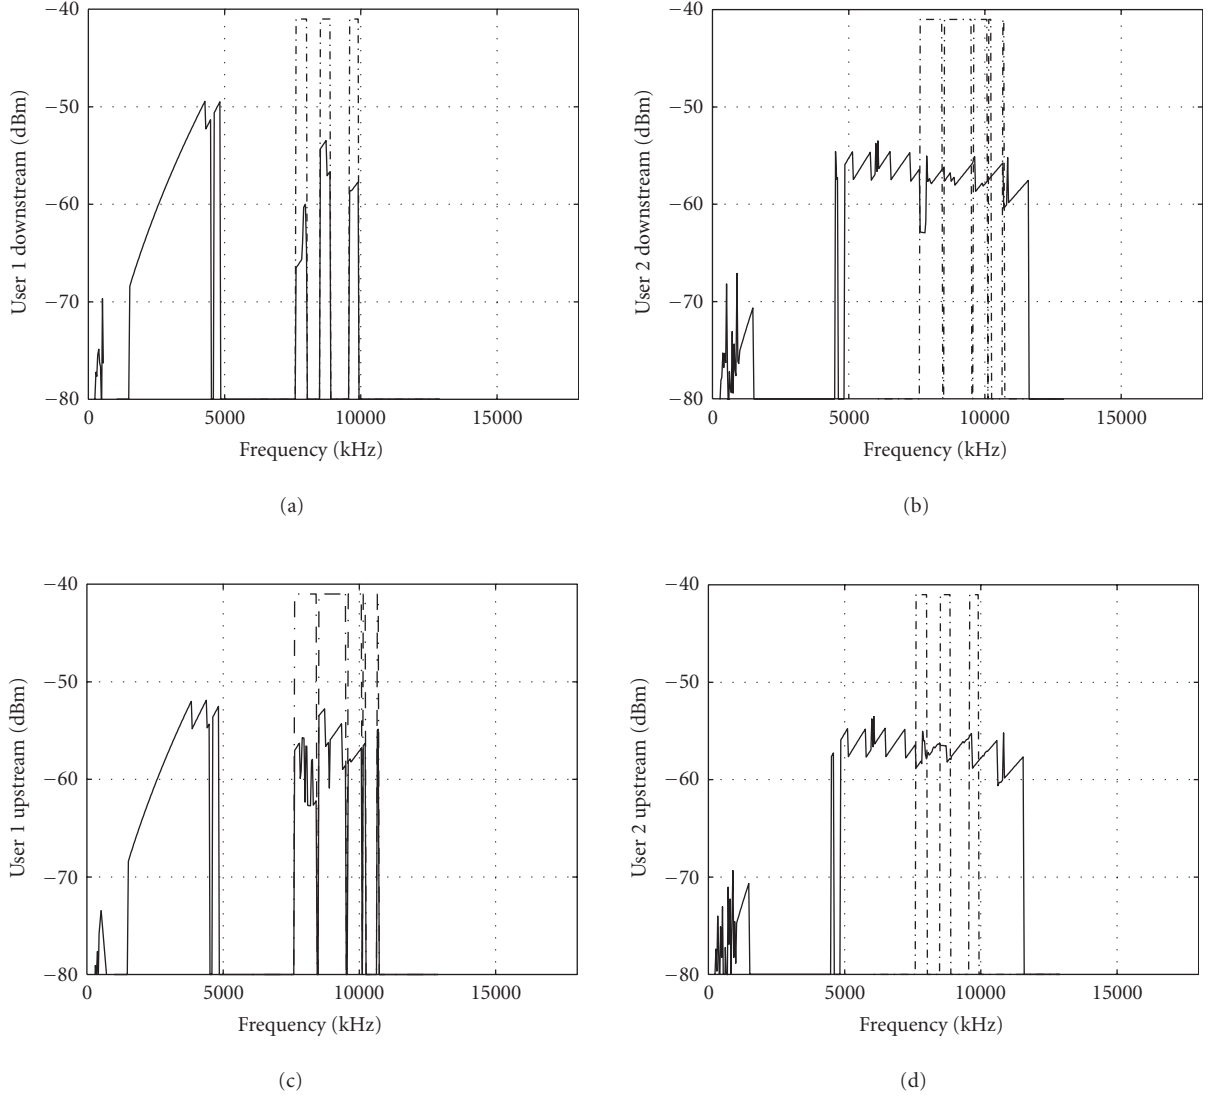 −40
−50
−60
−70
−80
0 5000 10000 15000
User 1 downstream (dBm)
Frequency (kHz)
(a)
−40
−50
−60
−70
−80
0 5000 10000 15000
User 2 downstream (dBm)
Frequency (kHz)
(b)
−40
−50
−60
−70
−80
0 5000 10000 15000
User 1 upstream (dBm)
Frequency (kHz)
(c)
−40
−50
−60
−70
−80
0 5000 10000 15000
User 2 upstream (dBm)
Frequency (kHz)
(d)